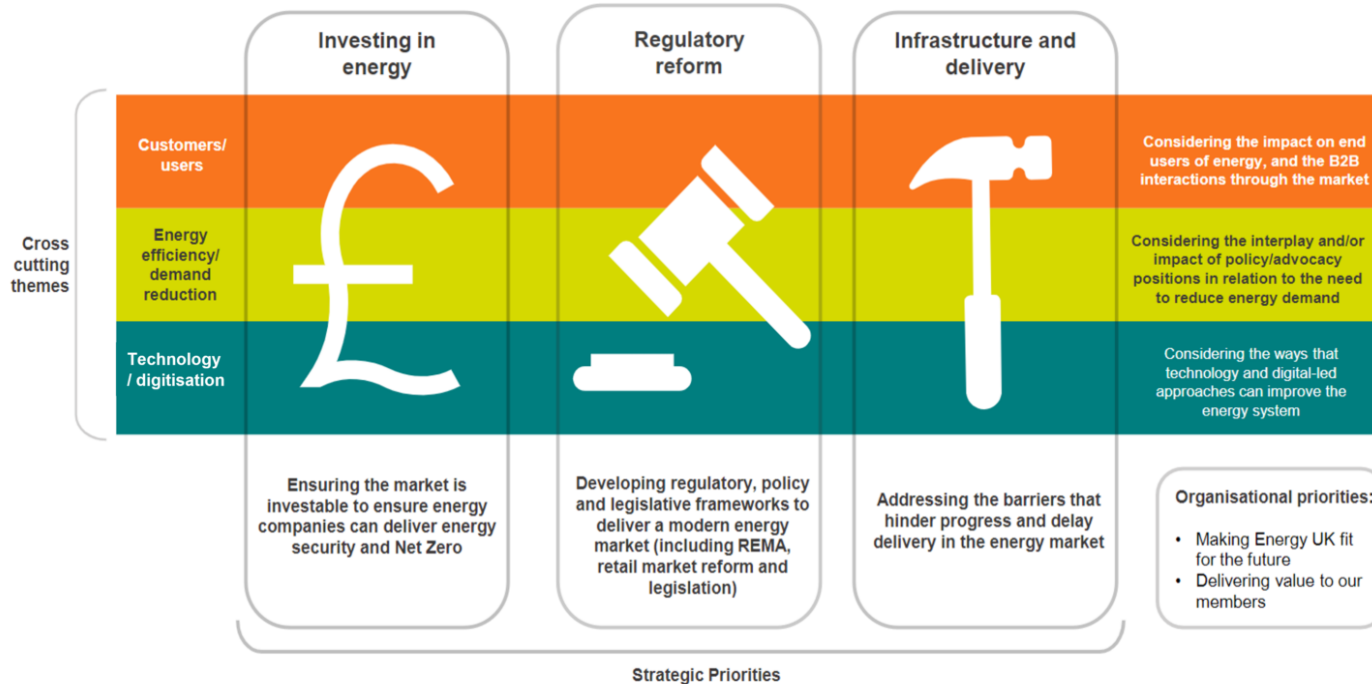 Investing in
energy
Regulatory
reform
Infrastructure and
delivery
Cross
cutting
themes
Customers/
users
Considering the impact on end
users of energy, and the B2B
interactions through the market
Energy
efficiency/
demand
reduction
Considering the interplay and/or
impact of policy/advocacy
positions in relation to the need
to reduce energy demand
Technology
/ digitisation
Considering the ways that
technology and digital-led
approaches can improve the
energy system
Ensuring the market is
investable to ensure energy
companies can deliver energy
security and Net Zero
Developing regulatory, policy
and legislative frameworks to
deliver a modern energy
market (including REMA,
retail market reform and
legislation)
Addressing the barriers that
hinder progress and delay
delivery in the energy market
Organisational priorities:
• Making Energy UK fit
for the future
• Delivering value to our
members
Strategic Priorities